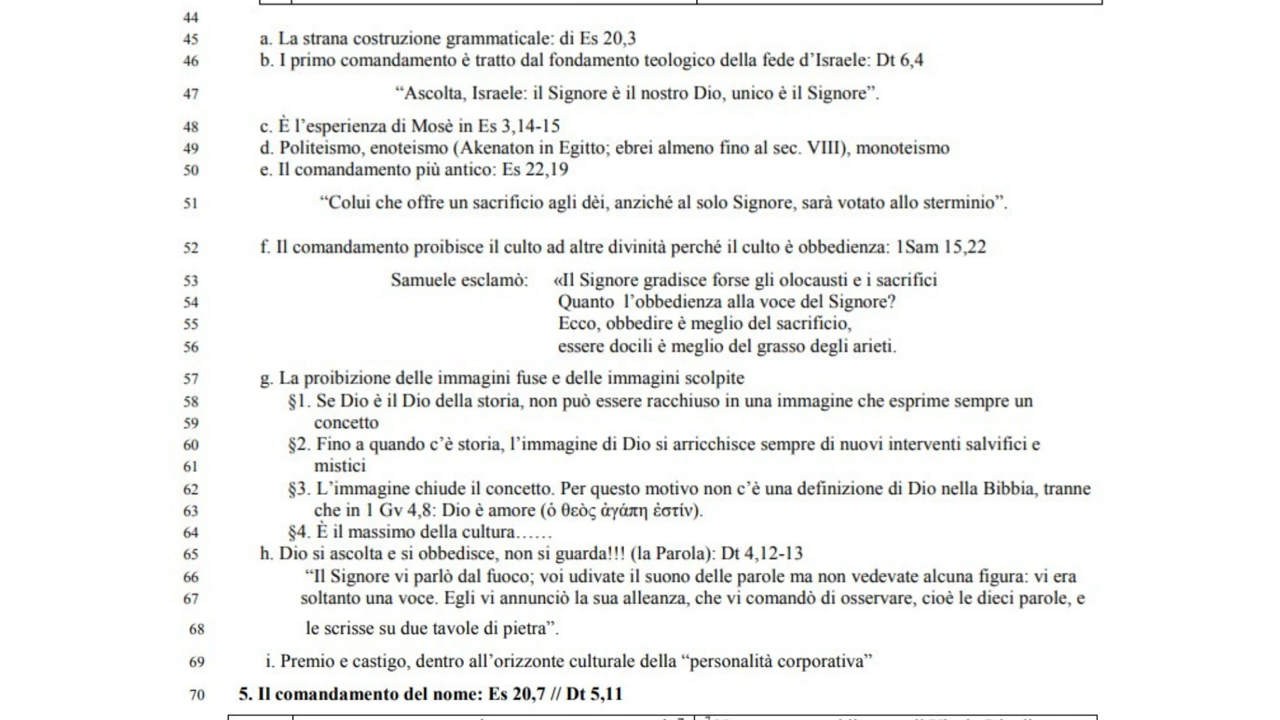 44
45 a. La strana costruzione grammaticale: di Es 20,3
46 b. I primo comandamento è tratto dal fondamento teologico della fede d’Israele: Dt 6,4
47 “Ascolta, Israele: il Signore è il nostro Dio, unico è il Signore”.
48 c. È l’esperienza di Mosè in Es 3,14-15
49 d. Politeismo, enoteismo (Akenaton in Egitto; ebrei almeno fino al sec. VIII), monoteismo
50 e. Il comandamento più antico: Es 22,19
51 “Colui che offre un sacrificio agli dèi, anziché al solo Signore, sarà votato allo sterminio”.
52 f. Il comandamento proibisce il culto ad altre divinità perché il culto è obbedienza: 1Sam 15,22
53 Samuele esclamò: «Il Signore gradisce forse gli olocausti e i sacrifici
54 Quanto l’obbedienza alla voce del Signore?
55 Ecco, obbedire è meglio del sacrificio,
56 essere docili è meglio del grasso degli arieti.
57 g. La proibizione delle immagini fuse e delle immagini scolpite
58 §1. Se Dio è il Dio della storia, non può essere racchiuso in una immagine che esprime sempre un
59 concetto
60 §2. Fino a quando c’è storia, l’immagine di Dio si arricchisce sempre di nuovi interventi salvifici e
61 mistici
62 §3. L’immagine chiude il concetto. Per questo motivo non c’è una definizione di Dio nella Bibbia, tranne
63 che in 1 Gv 4,8: Dio è amore (ὁ θεὸς ἀγάπη ἐστίν).
64 §4. È il massimo della cultura……
65 h. Dio si ascolta e si obbedisce, non si guarda!!! (la Parola): Dt 4,12-13
66 “Il Signore vi parlò dal fuoco; voi udivate il suono delle parole ma non vedevate alcuna figura: vi era
67 soltanto una voce. Egli vi annunciò la sua alleanza, che vi comandò di osservare, cioè le dieci parole, e
68 le scrisse su due tavole di pietra”.
69 i. Premio e castigo, dentro all’orizzonte culturale della “personalità corporativa”
70 5. Il comandamento del nome: Es 20,7 // Dt 5,11